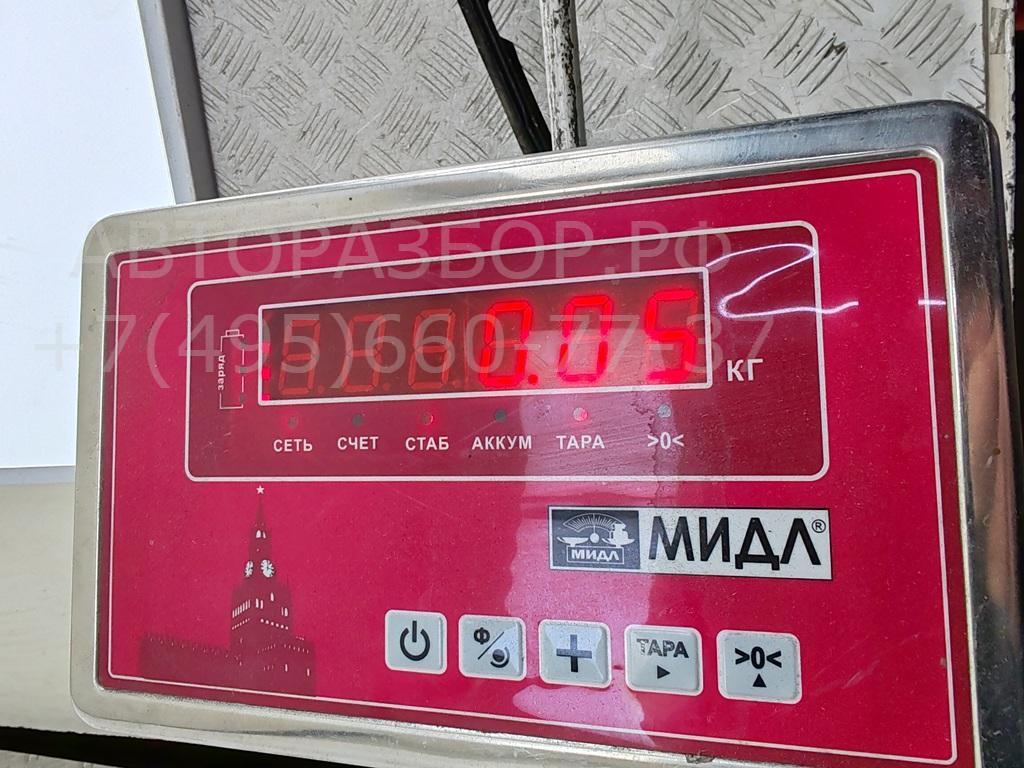 АВТОРАЗБОР.РФ
+7(495)660-77-37
заряд
0.05
КГ
СЕТЬ СЧЕТ СТАБ АККУМ ТАРА >0<
МИДЛ МИДЛ®
Ф
ТАРА
>0<